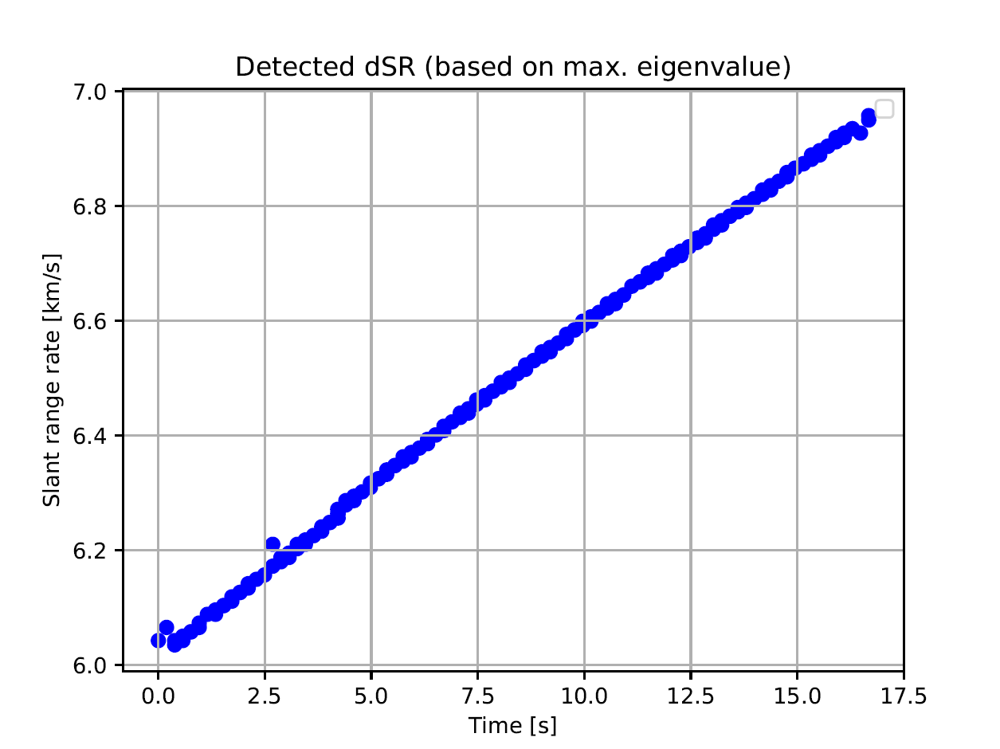 Detected dSR (based on max. eigenvalue)
7.0
6.8
6.6
6.4
6.2
6.0
Slant range rate [km/s]
0.0 2.5 5.0 7.5 10.0 12.5 15.0 17.5
Time [s]